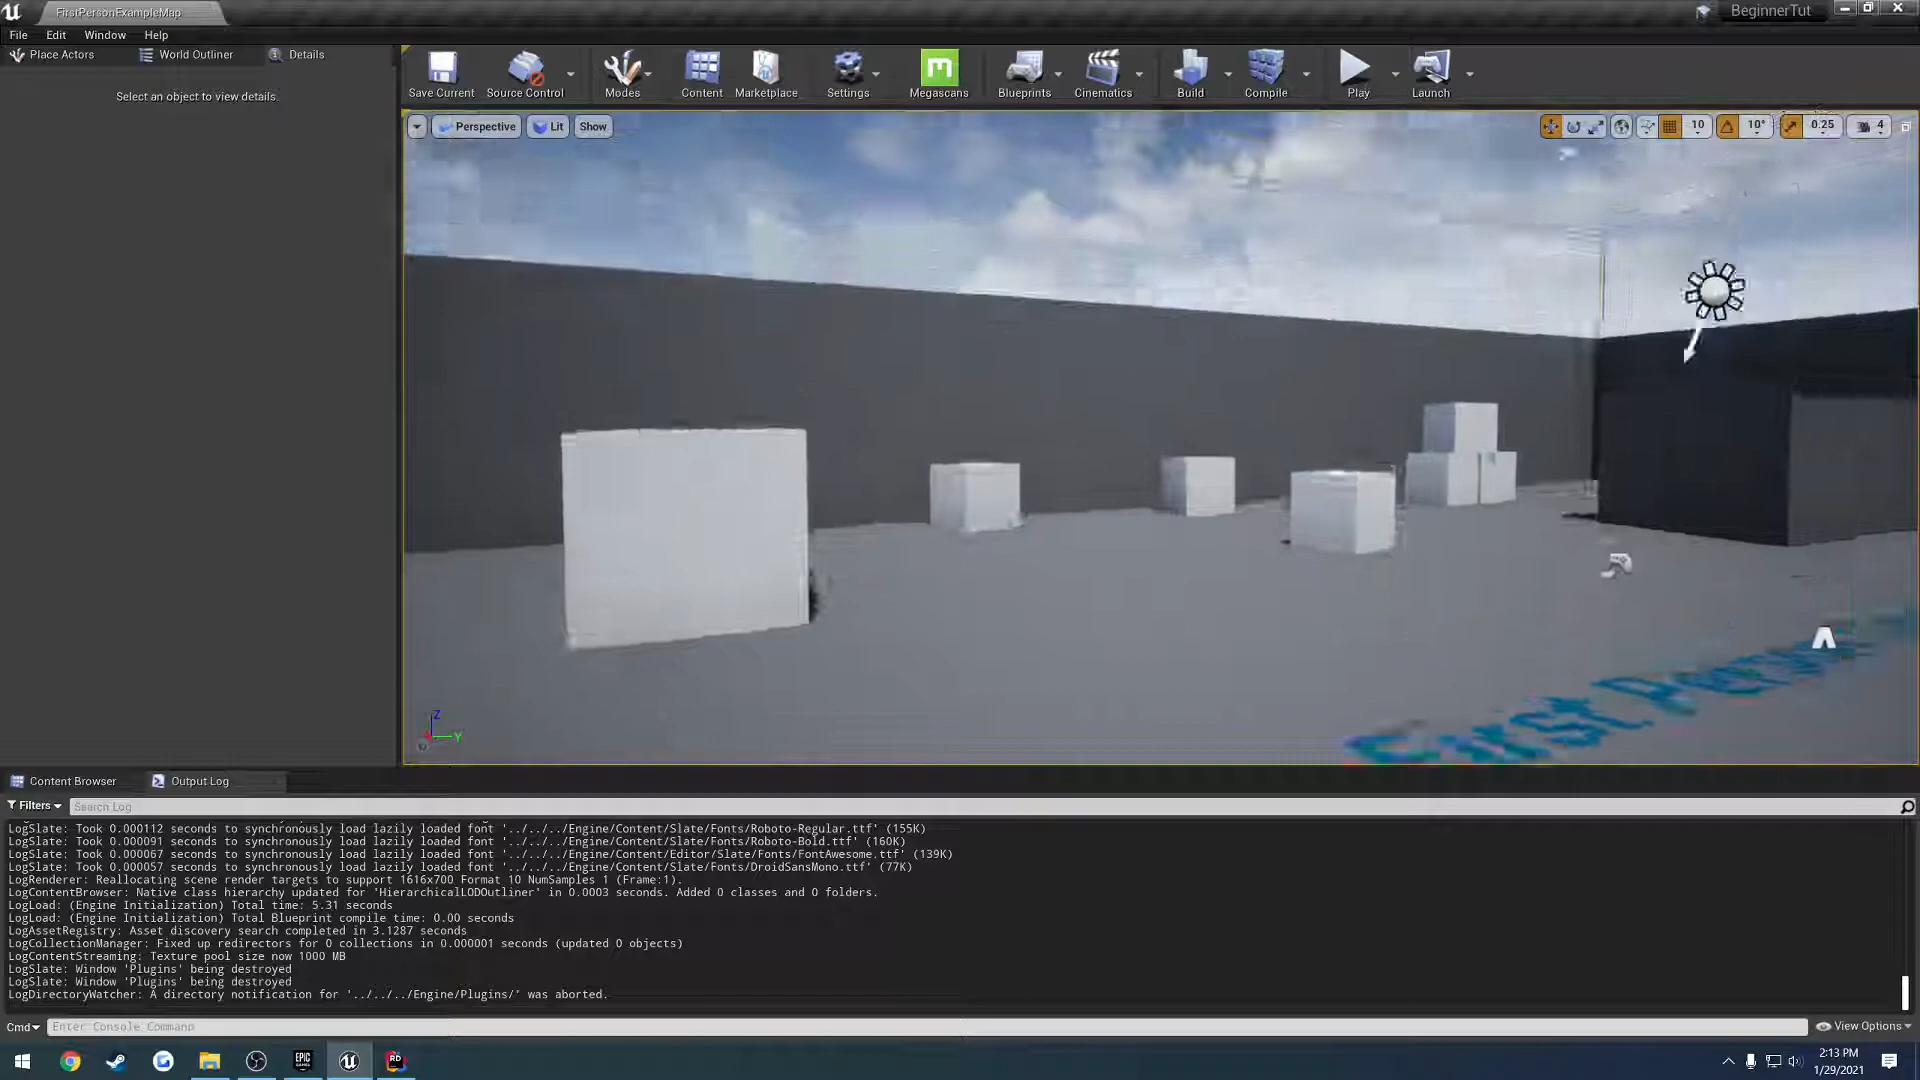 FirstPersonExampleMap
BeginnerTut
File Edit Window Help
Place Actors World Outliner Details
Select an object to view details.
Save Current Source Control Modes Content Marketplace Settings Megascans Blueprints Cinematics Build Compile Play Launch
Perspective Lit Show 10 10° 0.25 4
First Person
Z
Y
Content Browser Output Log
Filters Search Log
LogSlate: Took 0.000112 seconds to synchronously load lazily loaded font '../../../Engine/Content/Slate/Fonts/Roboto-Regular.ttf' (155K)
LogSlate: Took 0.000091 seconds to synchronously load lazily loaded font '../../../Engine/Content/Slate/Fonts/Roboto-Bold.ttf' (160K)
LogSlate: Took 0.000067 seconds to synchronously load lazily loaded font '../../../Engine/Content/Editor/Slate/Fonts/FontAwesome.ttf' (139K)
LogSlate: Took 0.000057 seconds to synchronously load lazily loaded font '../../../Engine/Content/Slate/Fonts/DroidSansMono.ttf' (77K)
LogRenderer: Reallocating scene render targets to support 1616x700 Format 10 NumSamples 1 (Frame:1).
LogContentBrowser: Native class hierarchy updated for 'HierarchicalLODOutliner' in 0.0003 seconds. Added 0 classes and 0 folders.
LogLoad: (Engine Initialization) Total time: 5.31 seconds
LogLoad: (Engine Initialization) Total Blueprint compile time: 0.00 seconds
LogAssetRegistry: Asset discovery search completed in 3.1287 seconds
LogCollectionManager: Fixed up redirectors for 0 collections in 0.000001 seconds (updated 0 objects)
LogContentStreaming: Texture pool size now 1000 MB
LogSlate: Window 'Plugins' being destroyed
LogSlate: Window 'Plugins' being destroyed
LogDirectoryWatcher: A directory notification for '../../../Engine/Plugins/' was aborted.
Cmd Enter Console Command View Options
EPIC GAMES
RD
2:13 PM
1/29/2021